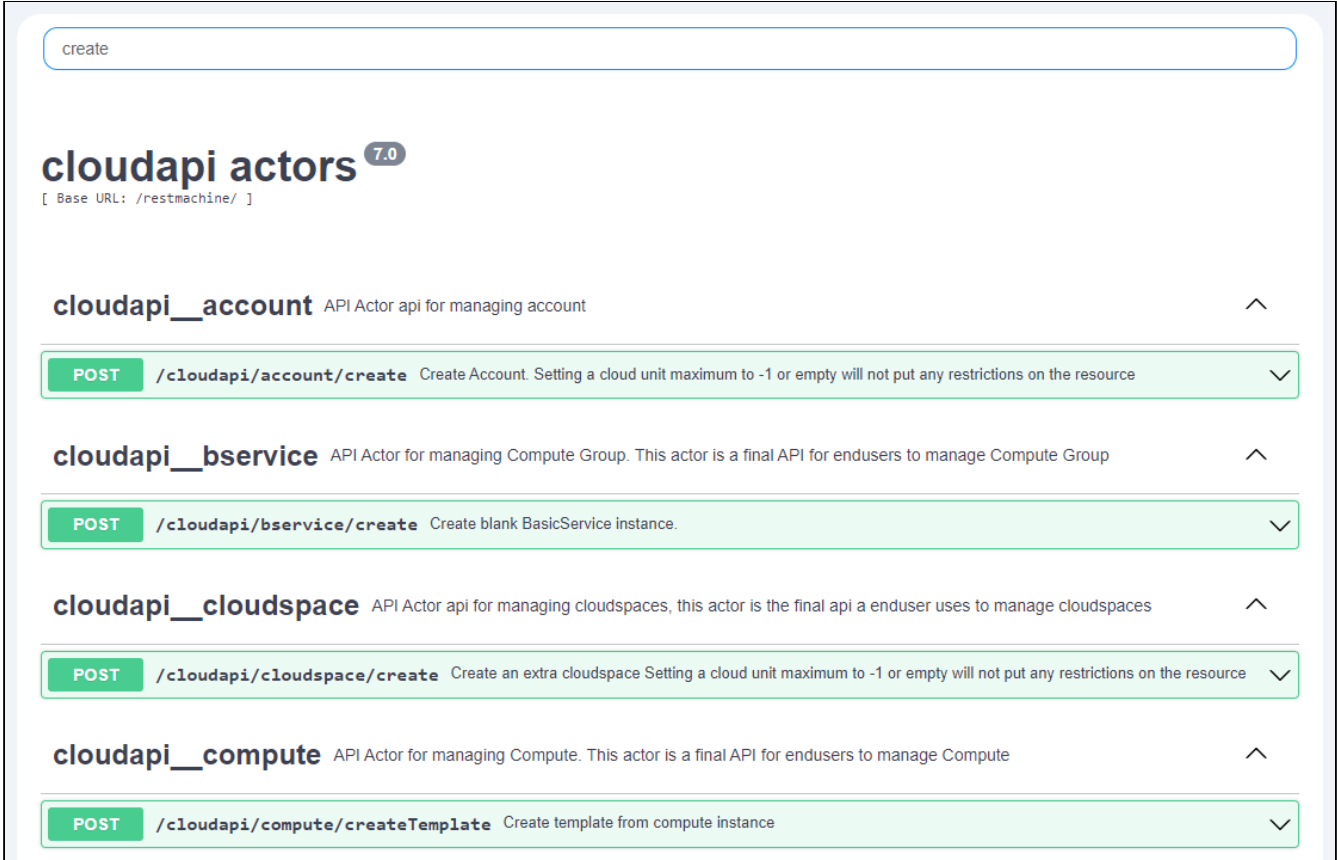 create
cloudapi actors 7.0
[ Base URL: /restmachine/ ]
cloudapi__account API Actor api for managing account
POST /cloudapi/account/create Create Account. Setting a cloud unit maximum to -1 or empty will not put any restrictions on the resource
cloudapi__bservice API Actor for managing Compute Group. This actor is a final API for endusers to manage Compute Group
POST /cloudapi/bservice/create Create blank BasicService instance.
cloudapi__cloudspace API Actor api for managing cloudspaces, this actor is the final api a enduser uses to manage cloudspaces
POST /cloudapi/cloudspace/create Create an extra cloudspace Setting a cloud unit maximum to -1 or empty will not put any restrictions on the resource
cloudapi__compute API Actor for managing Compute. This actor is a final API for endusers to manage Compute
POST /cloudapi/compute/createTemplate Create template from compute instance